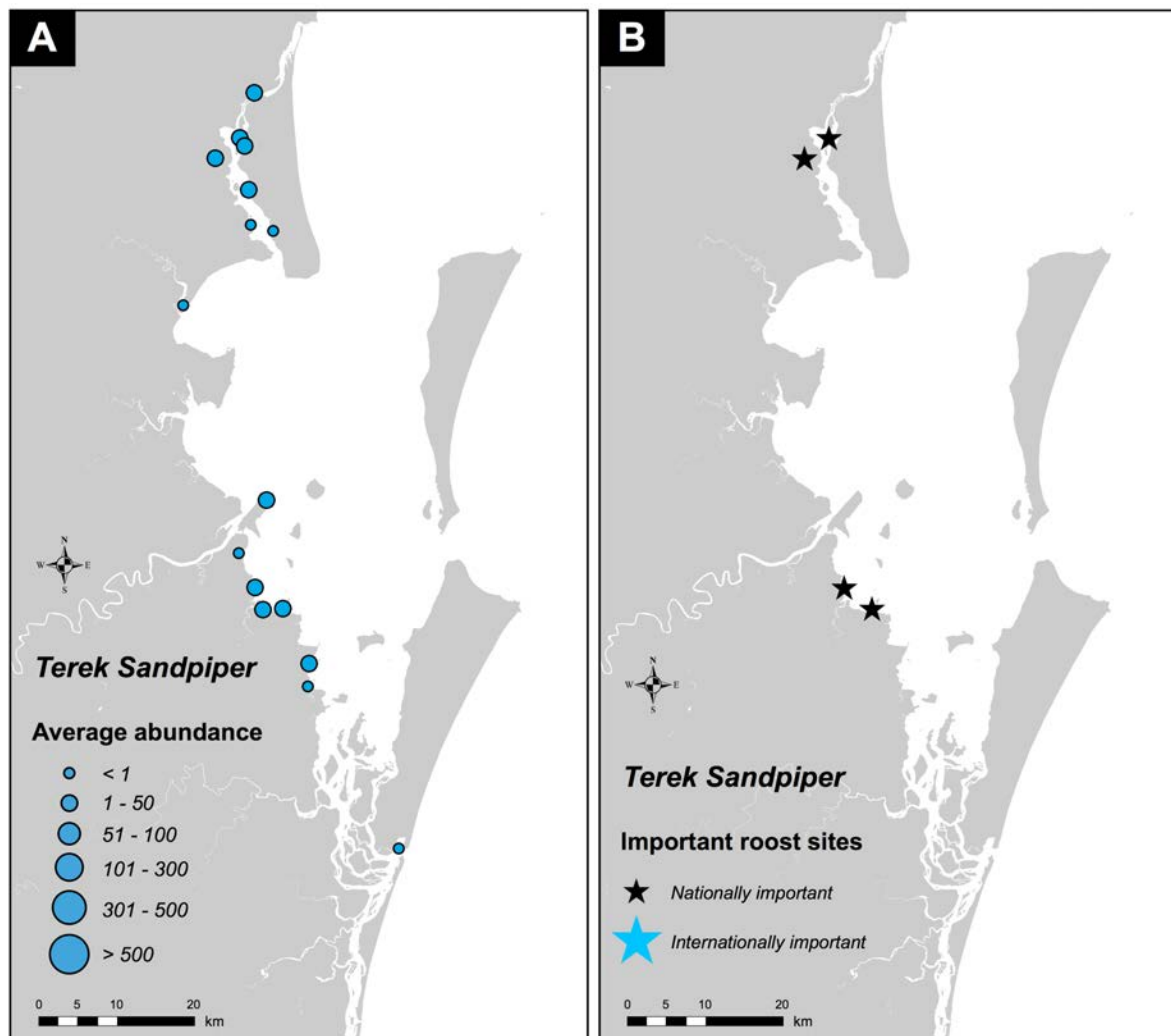 A
N
W E
S
Terek Sandpiper
Average abundance
< 1
1 - 50
51 - 100
101 - 300
301 - 500
> 500
0 5 10 20
km
B
N
W E
S
Terek Sandpiper
Important roost sites
Nationally important
Internationally important
0 5 10 20
km